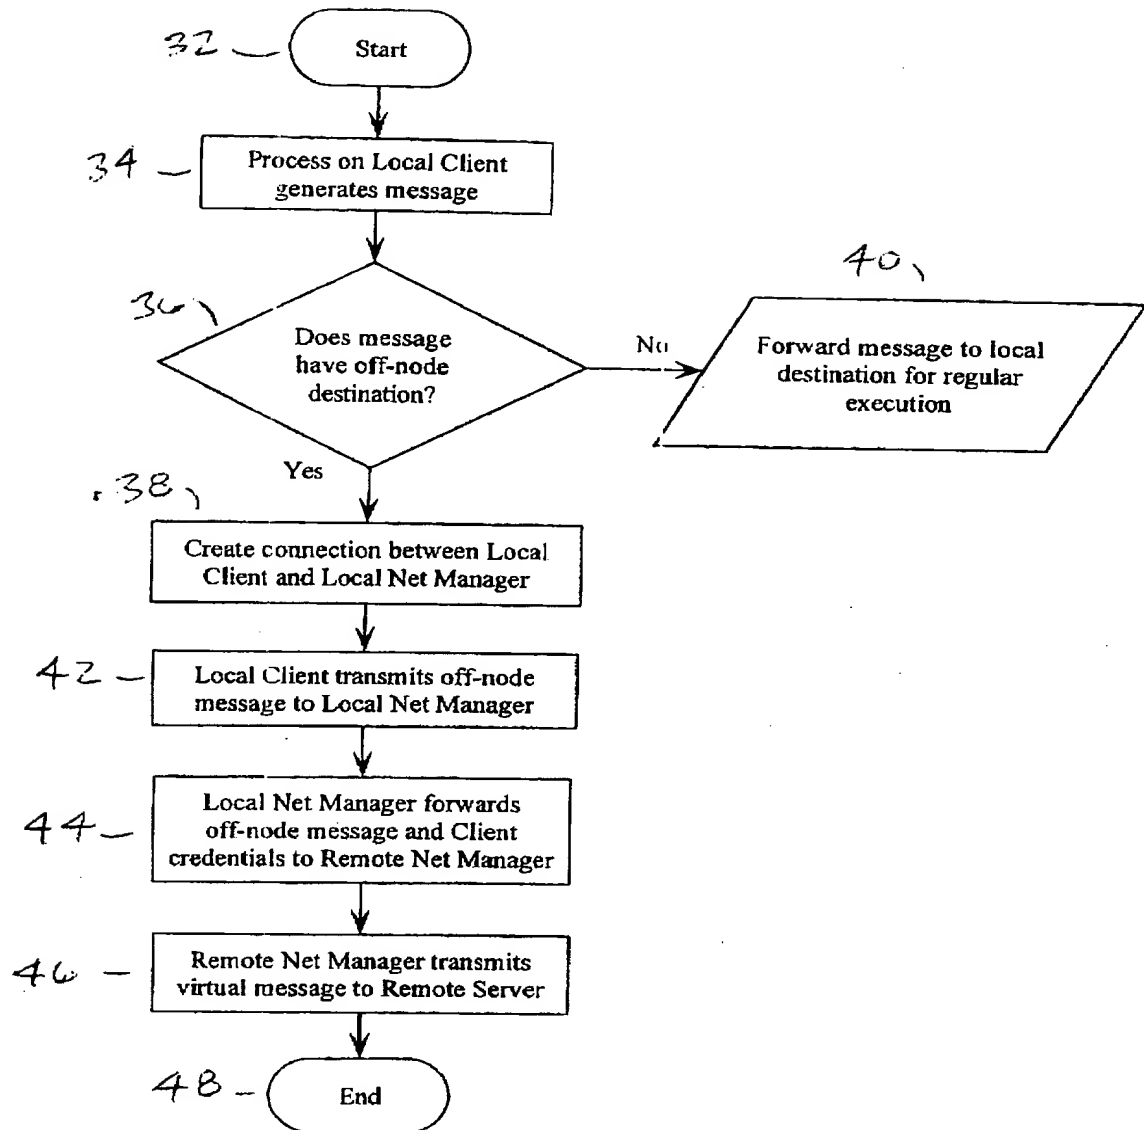 32
Start
34
Process on Local Client
generates message
36
Does message
have off-node
destination?
No
40
Forward message to local
destination for regular
execution
Yes
38
Create connection between Local
Client and Local Net Manager
42
Local Client transmits off-node
message to Local Net Manager
44
Local Net Manager forwards
off-node message and Client
credentials to Remote Net Manager
46
Remote Net Manager transmits
virtual message to Remote Server
48
End